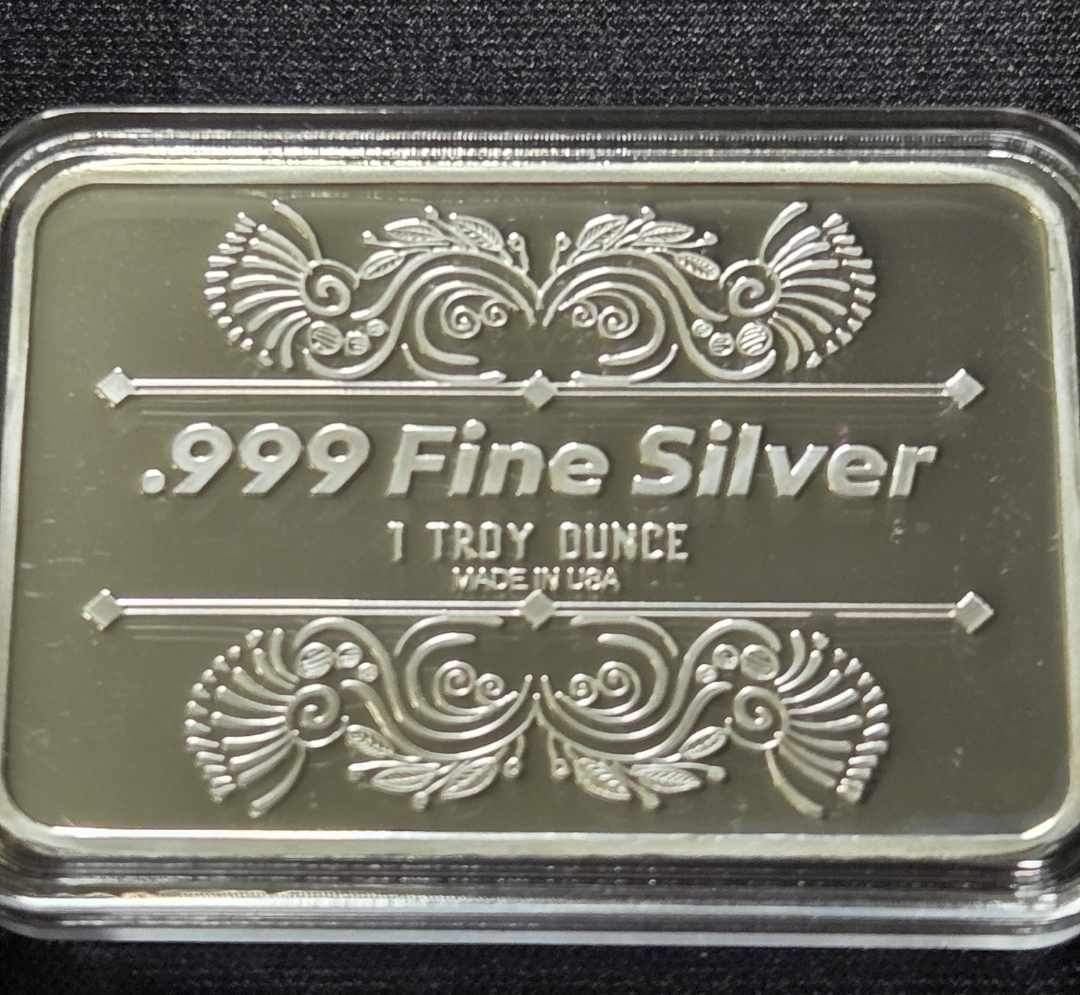 .999 Fine Silver
1 TROY OUNCE
MADE IN USA